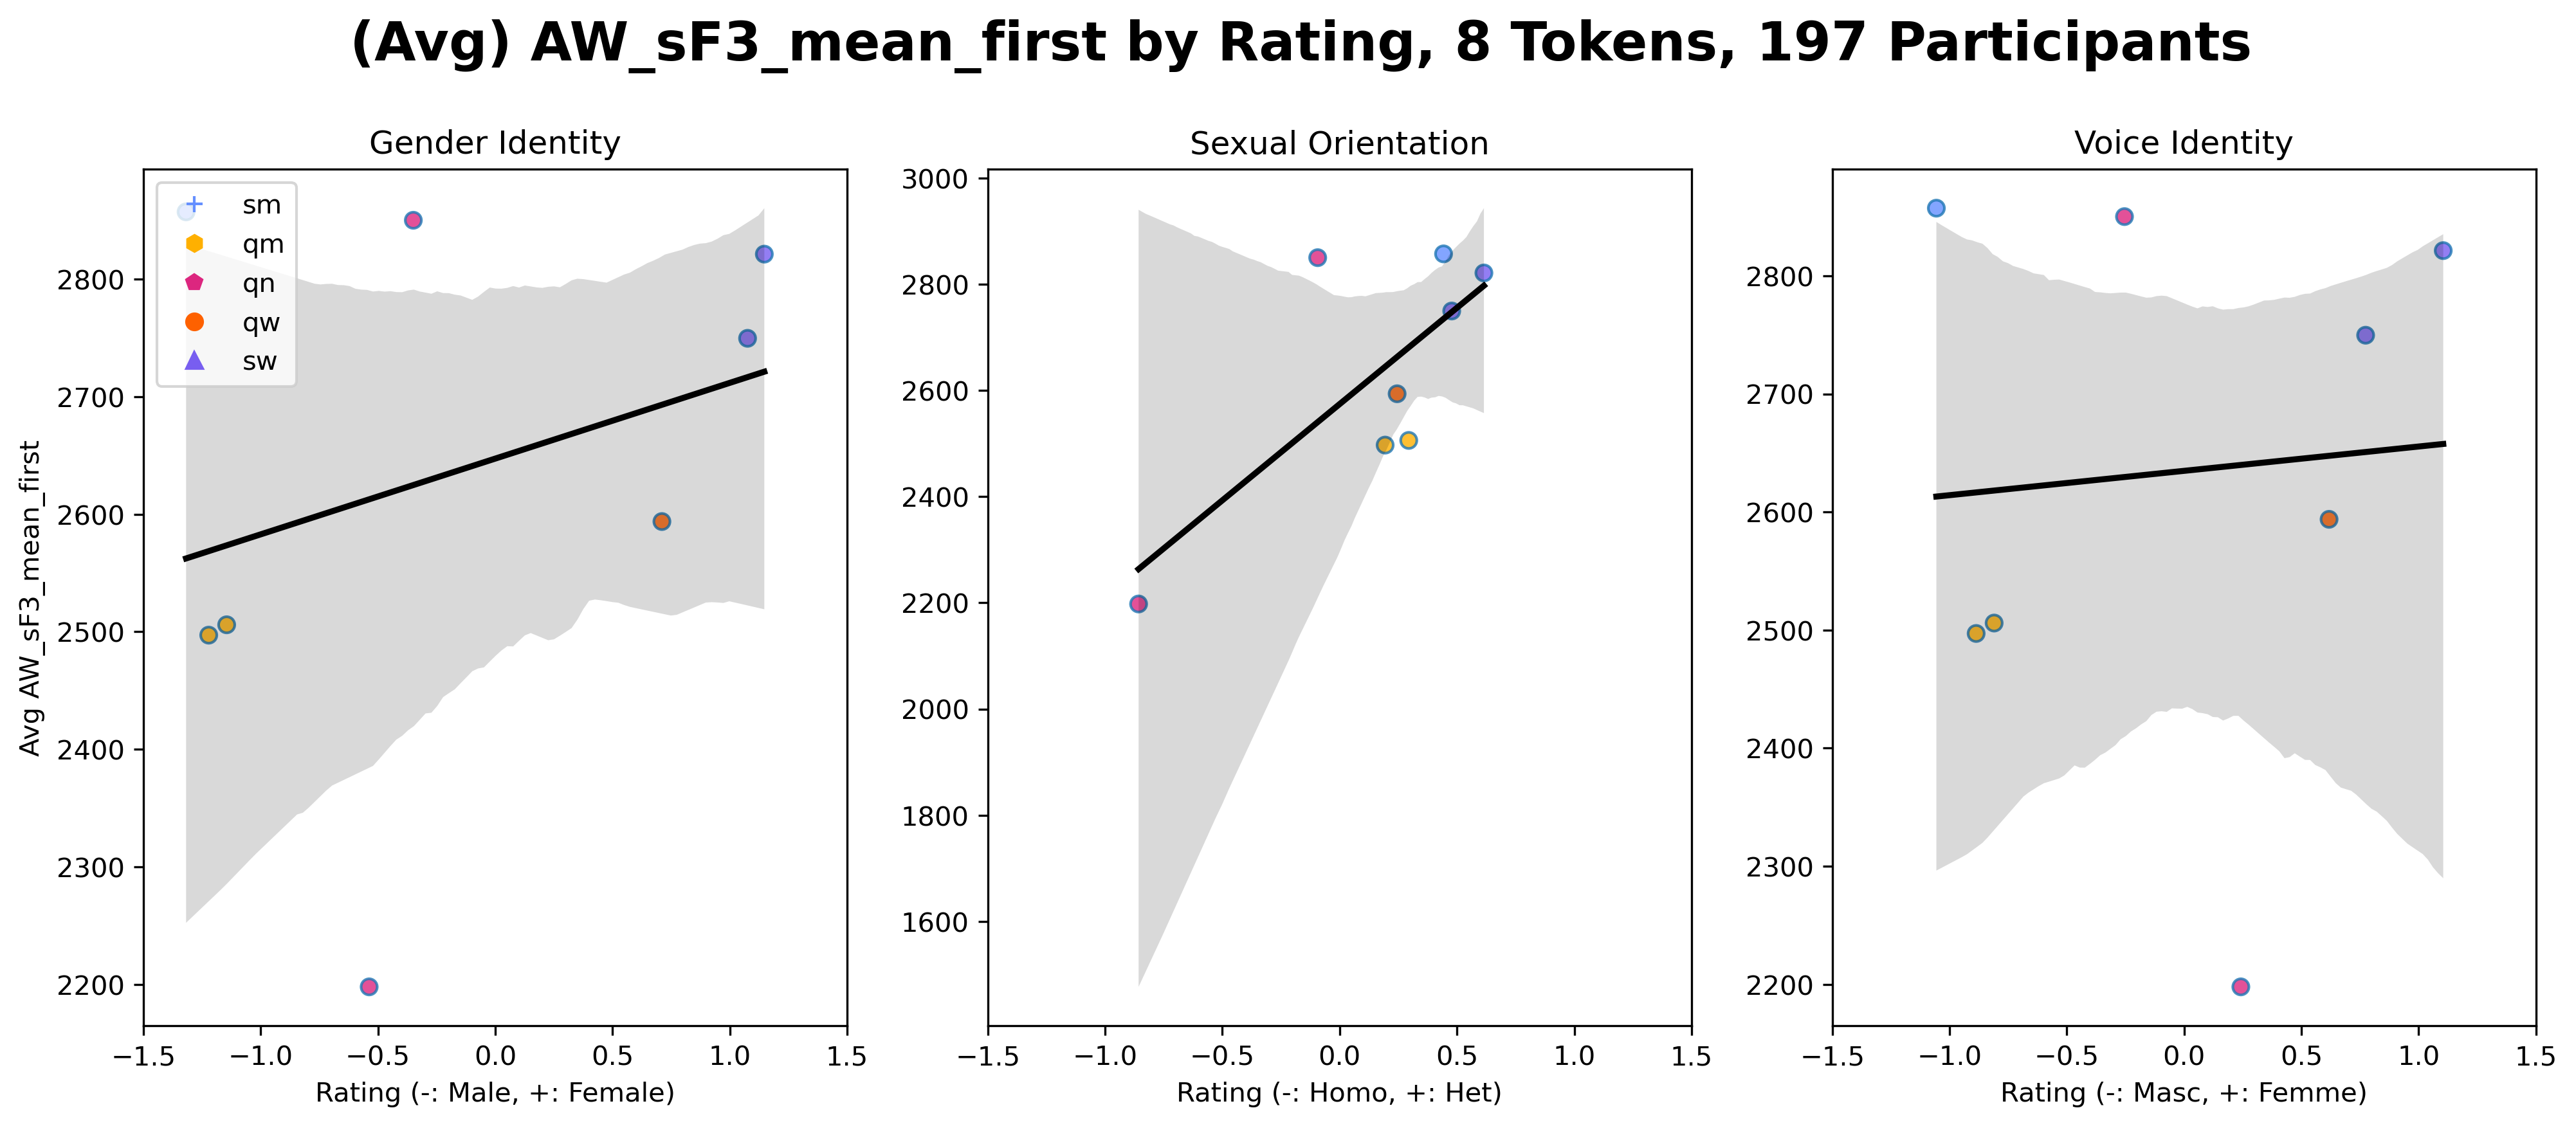 (Avg) AW_sF3_mean_first by Rating, 8 Tokens, 197 Participants
Gender Identity
sm
qm
qn
qw
sw
Avg AW_sF3_mean_first
2800
2700
2600
2500
2400
2300
2200
−1.5 −1.0 −0.5 0.0 0.5 1.0 1.5
Rating (-: Male, +: Female)
Sexual Orientation
3000
2800
2600
2400
2200
2000
1800
1600
−1.5 −1.0 −0.5 0.0 0.5 1.0 1.5
Rating (-: Homo, +: Het)
Voice Identity
2800
2700
2600
2500
2400
2300
2200
−1.5 −1.0 −0.5 0.0 0.5 1.0 1.5
Rating (-: Masc, +: Femme)